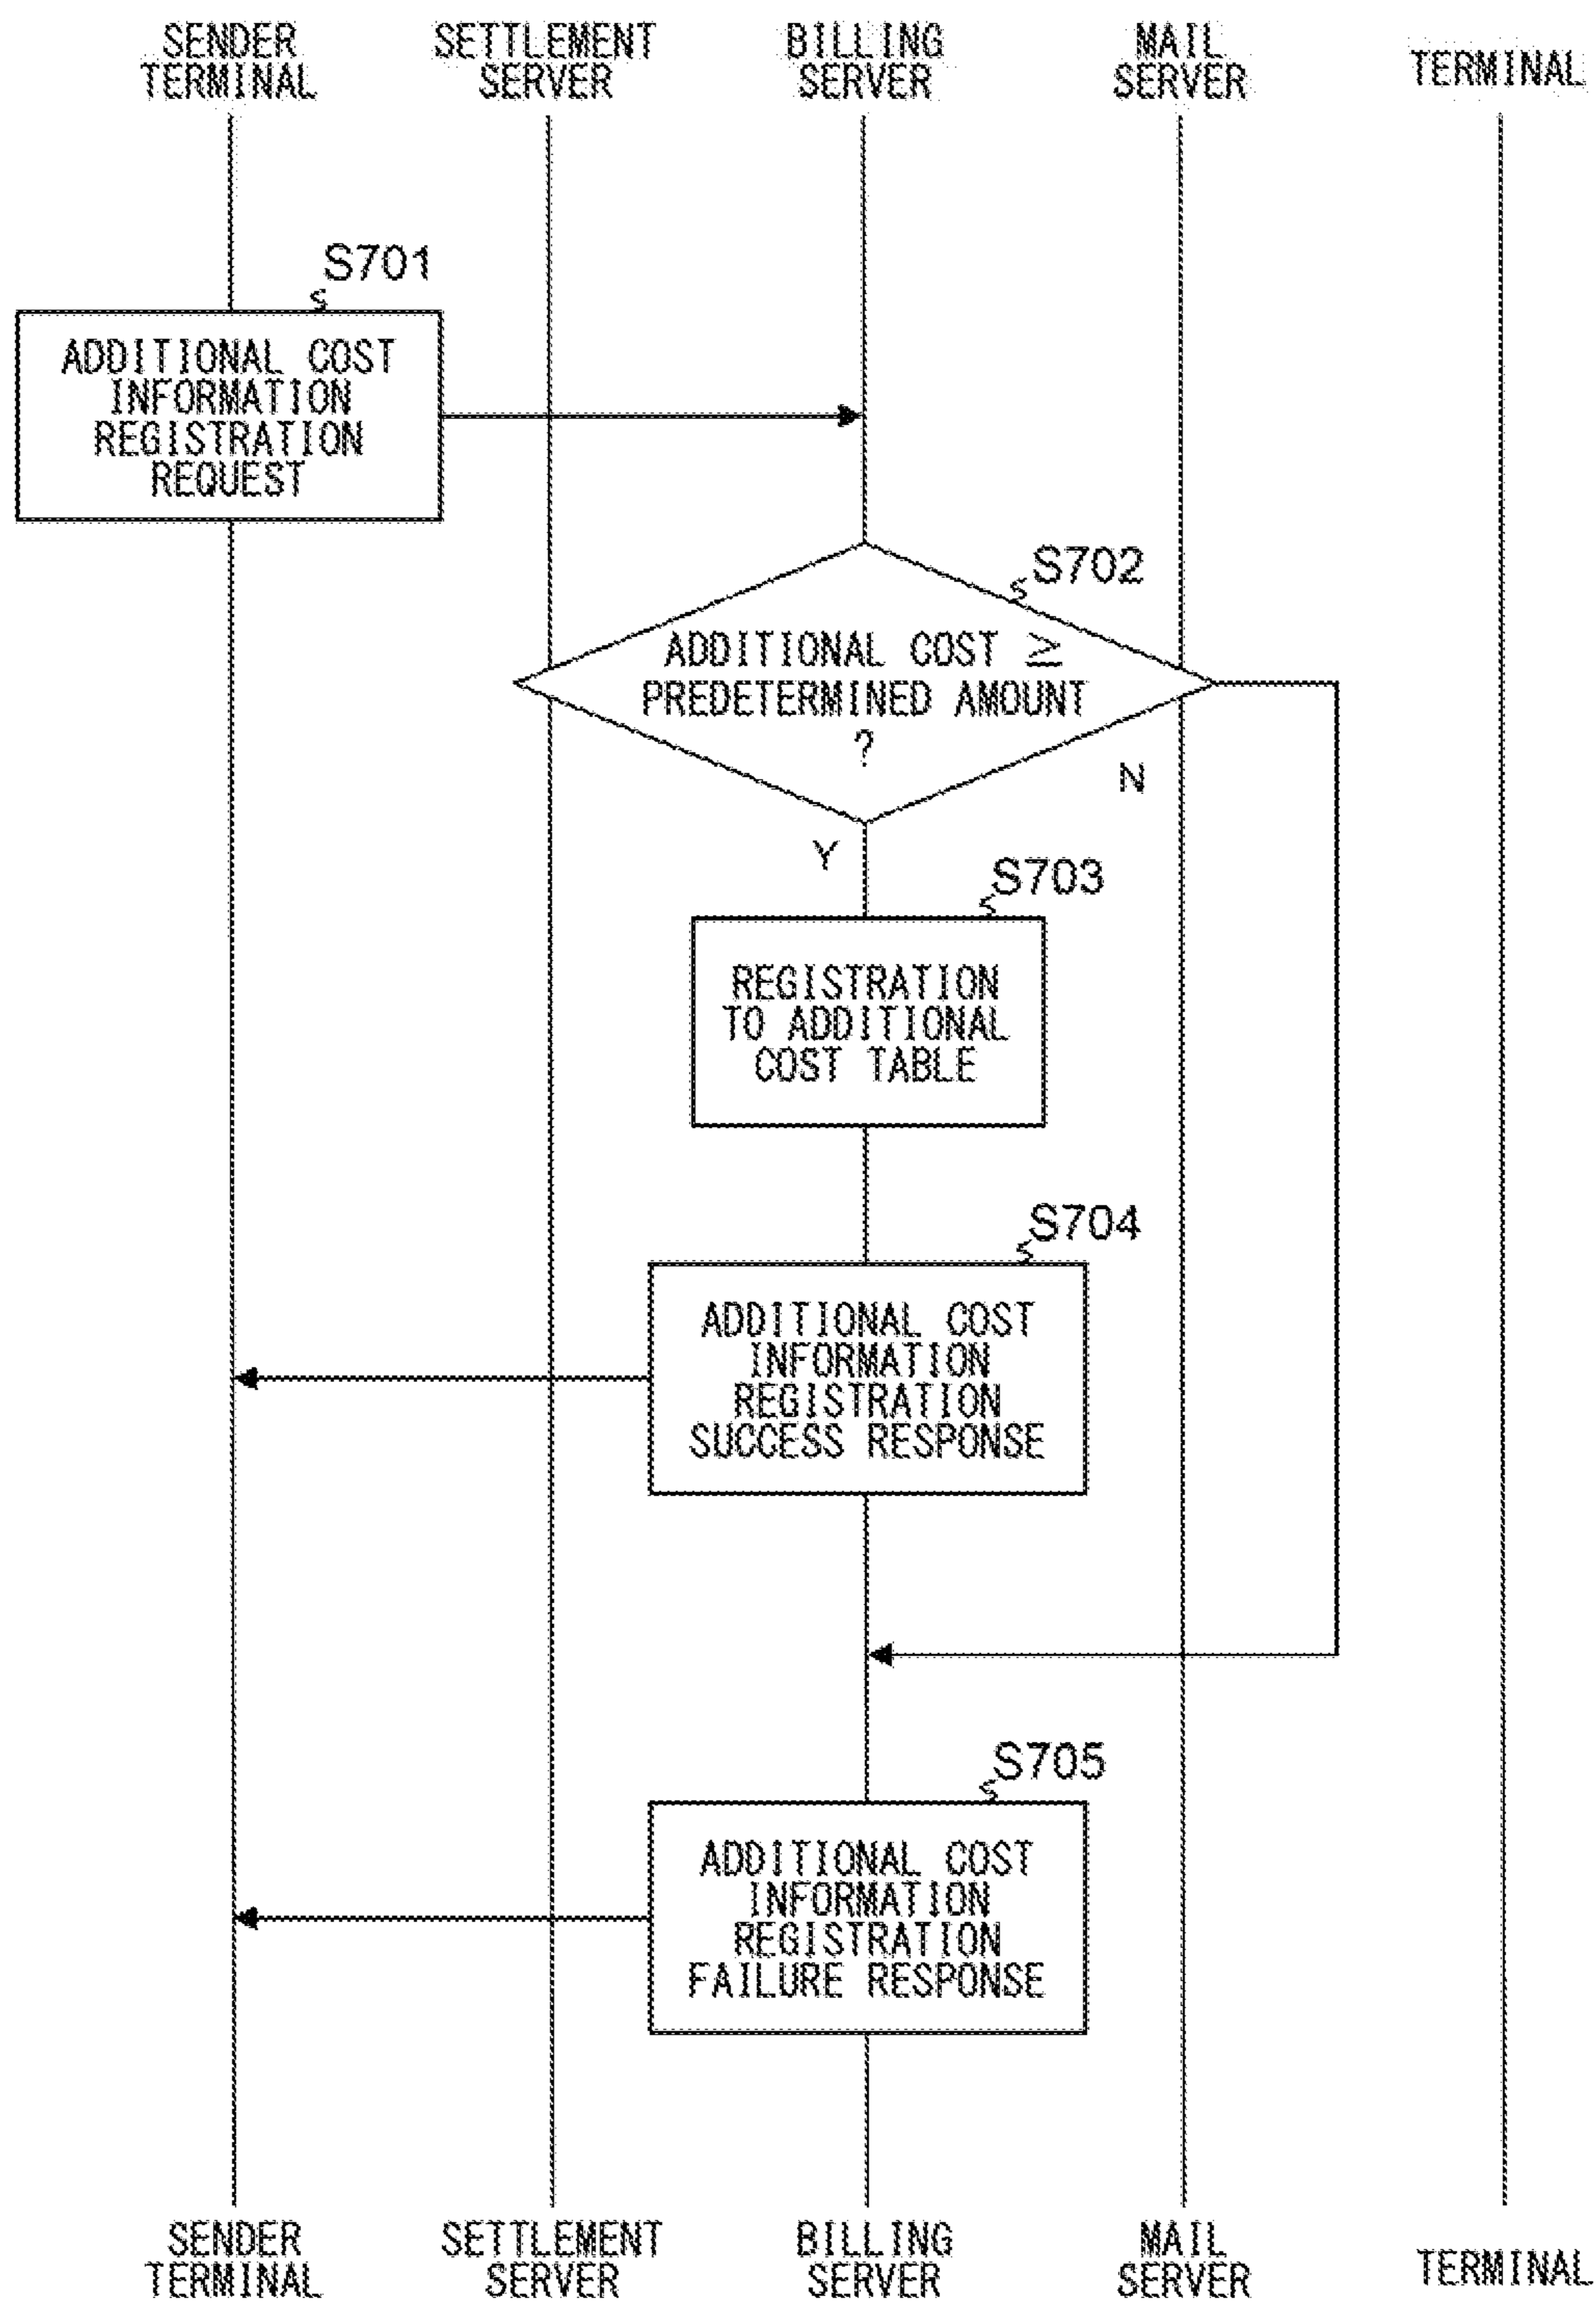 SENDER
TERMINAL
SETTLEMENT
SERVER
BILLING
SERVER
MAIL
SERVER
TERMINAL
S701
ADDITIONAL COST
INFORMATION
REGISTRATION
REQUEST
S702
ADDITIONAL COST ≥
PREDETERMINED AMOUNT
?
N
Y
S703
REGISTRATION
TO ADDITIONAL
COST TABLE
S704
ADDITIONAL COST
INFORMATION
REGISTRATION
SUCCESS RESPONSE
S705
ADDITIONAL COST
INFORMATION
REGISTRATION
FAILURE RESPONSE
SENDER
TERMINAL
SETTLEMENT
SERVER
BILLING
SERVER
MAIL
SERVER
TERMINAL